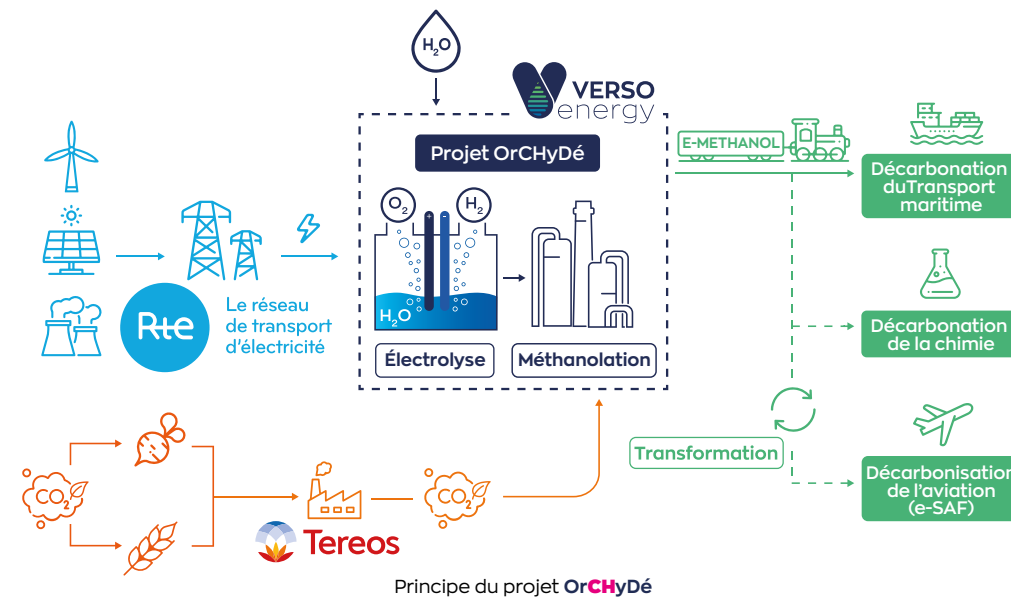 H2O
VERSO
energy
Projet OrCHyDé
E-METHANOL
Décarbonation
duTransport
maritime
O2
H2
+
-
H2O
Rte
Le réseau
de transport
d'électricité
Électrolyse
Méthanolation
Décarbonation
de la chimie
Transformation
Décarbonisation
de l'aviation
(e-SAF)
CO2
CO2
Tereos
Principe du projet OrCHyDé